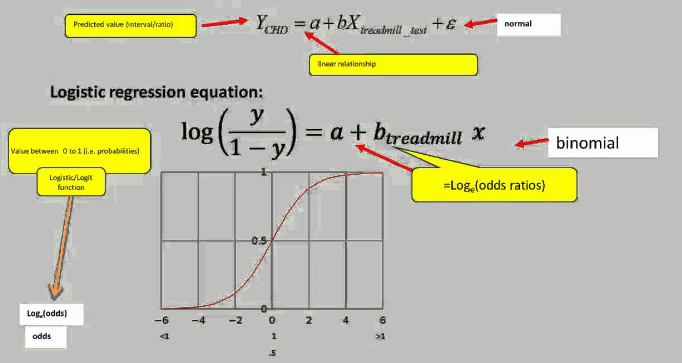 Predicted value (interval/ratio)
Y_CHD = a + bX_treadmill_test + ε
normal
linear relationship
Logistic regression equation:
log(y/(1 − y)) = a + b_treadmill x
binomial
Value between 0 to 1 (i.e. probabilities)
Logistic/Logit
function
=Logₑ(odds ratios)
1
0.5
0
-6 -4 -2 0 2 4 6
<1 1 >1
.5
Logₑ(odds)
odds